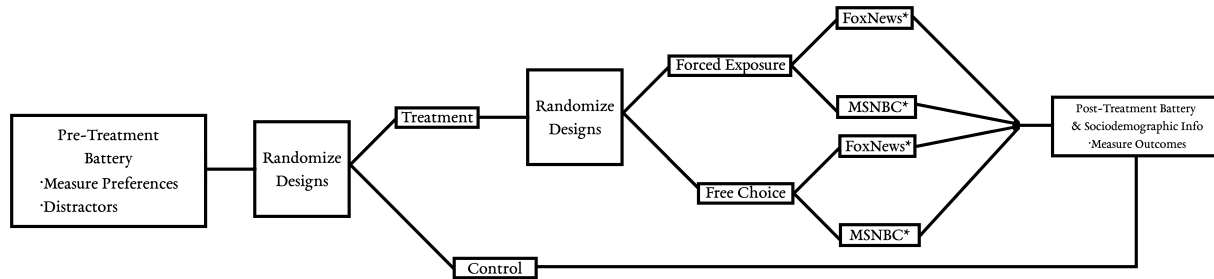 Pre-Treatment
Battery
·Measure Preferences
·Distractors
Randomize
Designs
Treatment
Control
Randomize
Designs
Forced Exposure
Free Choice
FoxNews*
MSNBC*
FoxNews*
MSNBC*
Post-Treatment Battery
& Sociodemographic Info
·Measure Outcomes